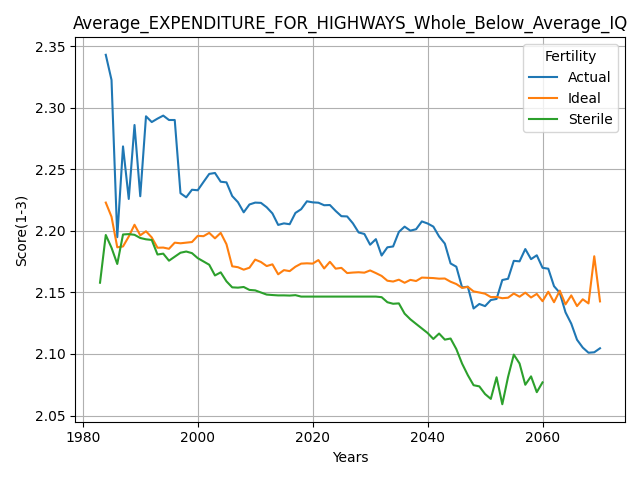 Average_EXPENDITURE_FOR_HIGHWAYS_Whole_Below_Average_IQ
Fertility
Actual
Ideal
Sterile
Score(1-3)
2.35
2.30
2.25
2.20
2.15
2.10
2.05
1980
2000
2020
2040
2060
Years